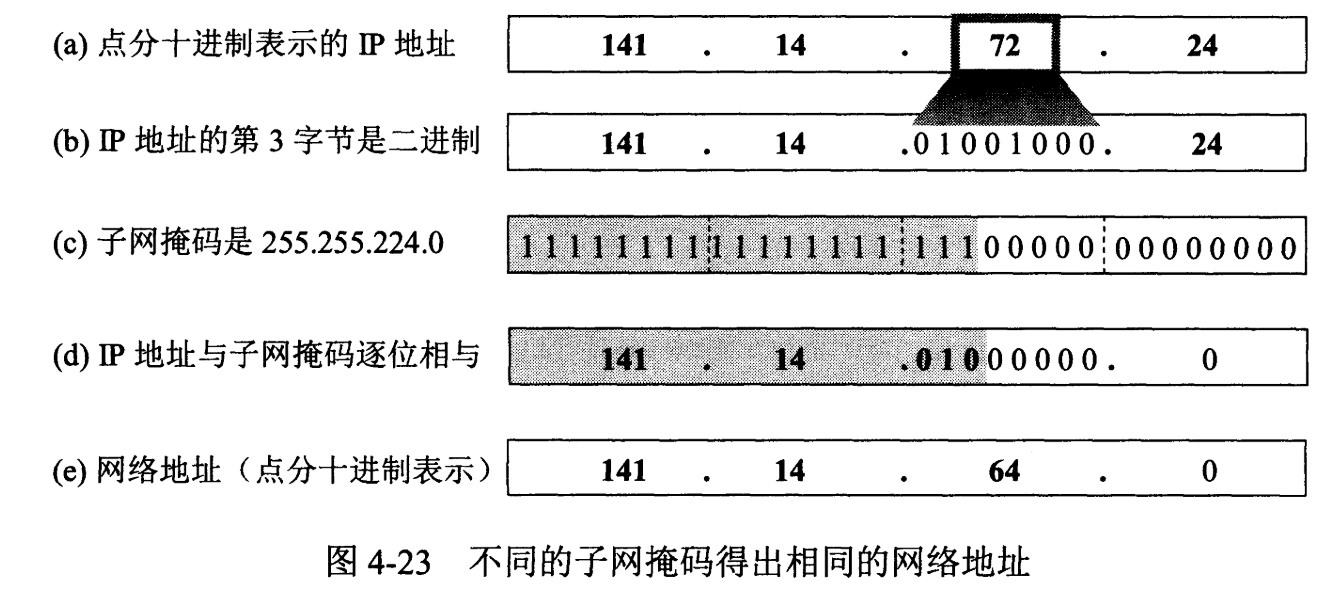 (a) 点分十进制表示的 IP 地址 141 . 14 . 72 . 24
(b) IP 地址的第 3 字节是二进制 141 . 14 .01001000. 24
(c) 子网掩码是 255.255.224.0 11111111 11111111 11100000 00000000
(d) IP 地址与子网掩码逐位相与 141 . 14 .01000000. 0
(e) 网络地址（点分十进制表示） 141 . 14 . 64 . 0
图 4-23 不同的子网掩码得出相同的网络地址